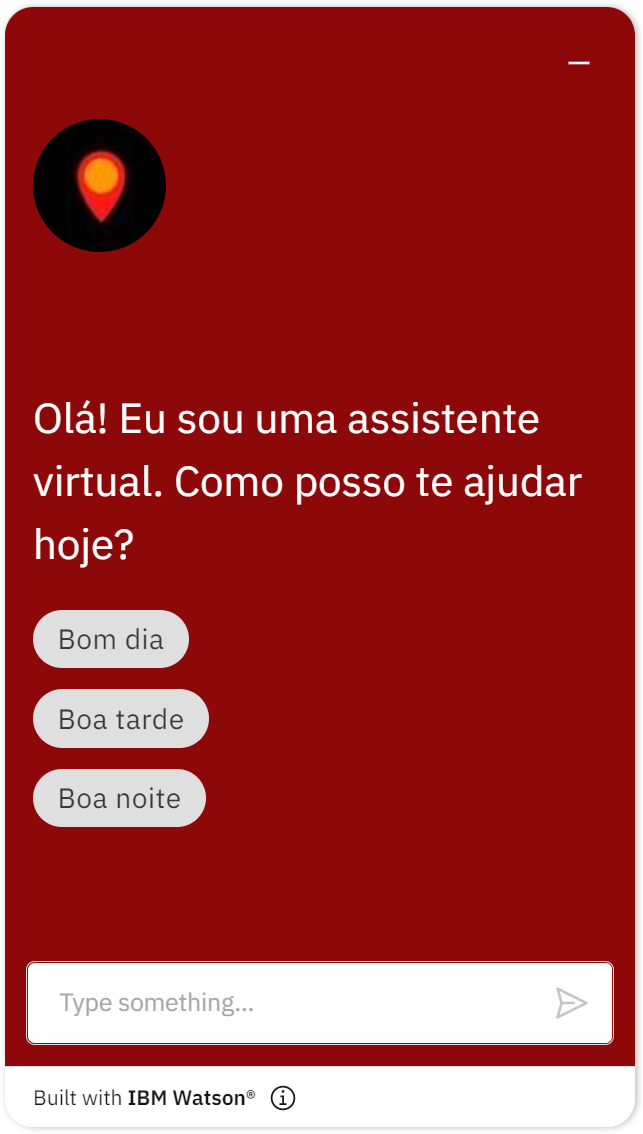 Olá! Eu sou uma assistente
virtual. Como posso te ajudar
hoje?
Bom dia
Boa tarde
Boa noite
Type something...
Built with IBM Watson®